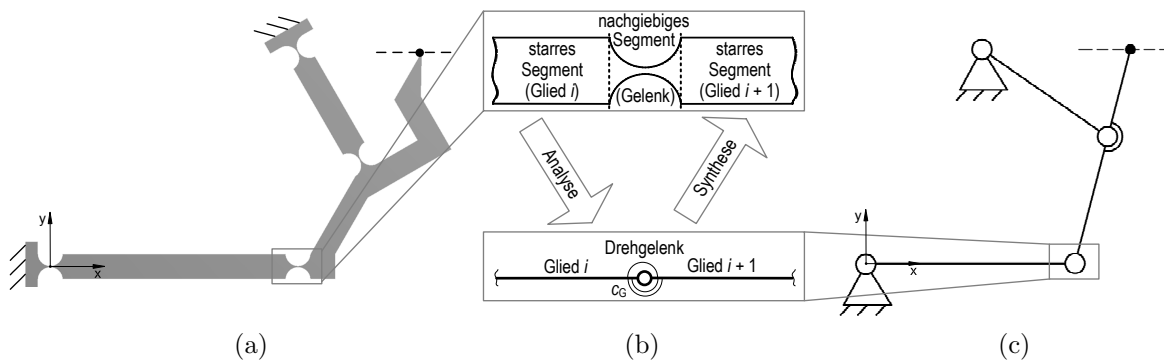 y
x
(a)
nachgiebiges
Segment
starres
Segment
(Glied i)
(Gelenk)
starres
Segment
(Glied i + 1)
Analyse
Synthese
Drehgelenk
Glied i
Glied i + 1
cG
(b)
y
x
(c)